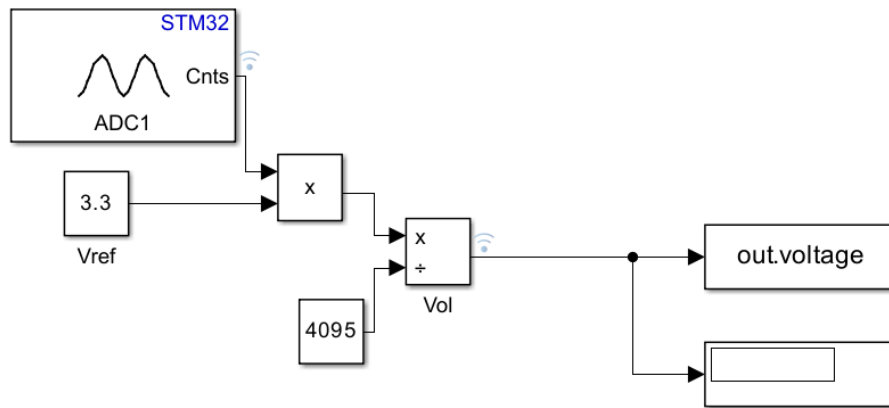 STM32
Cnts
ADC1
3.3
Vref
x
x
÷
Vol
4095
out.voltage